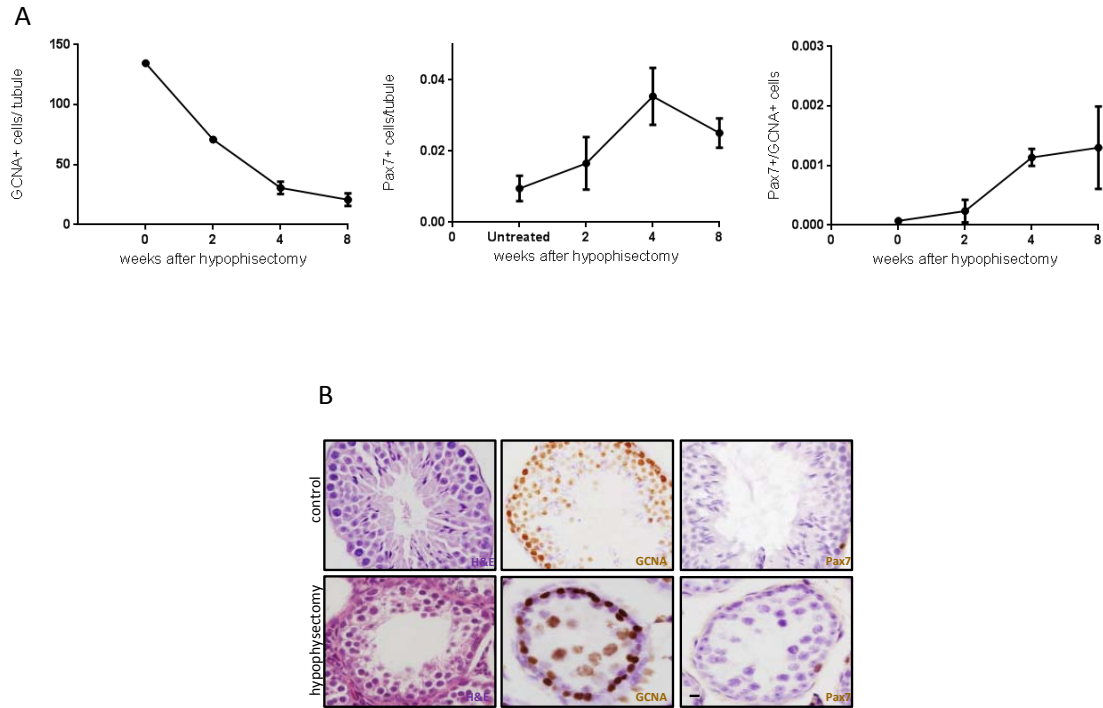 A
GCNA+ cells/ tubule
150
100
50
0
0 2 4 8
weeks after hypophisectomy
Pax7+ cells/tubule
0.04
0.02
0.00
0 Untreated 2 4 8
weeks after hypophisectomy
Pax7+/GCNA+ cells
0.003
0.002
0.001
0.000
0 0 2 4 8
weeks after hypophisectomy
B
control
H&E
GCNA
Pax7
hypophysectomy
H&E
GCNA
Pax7